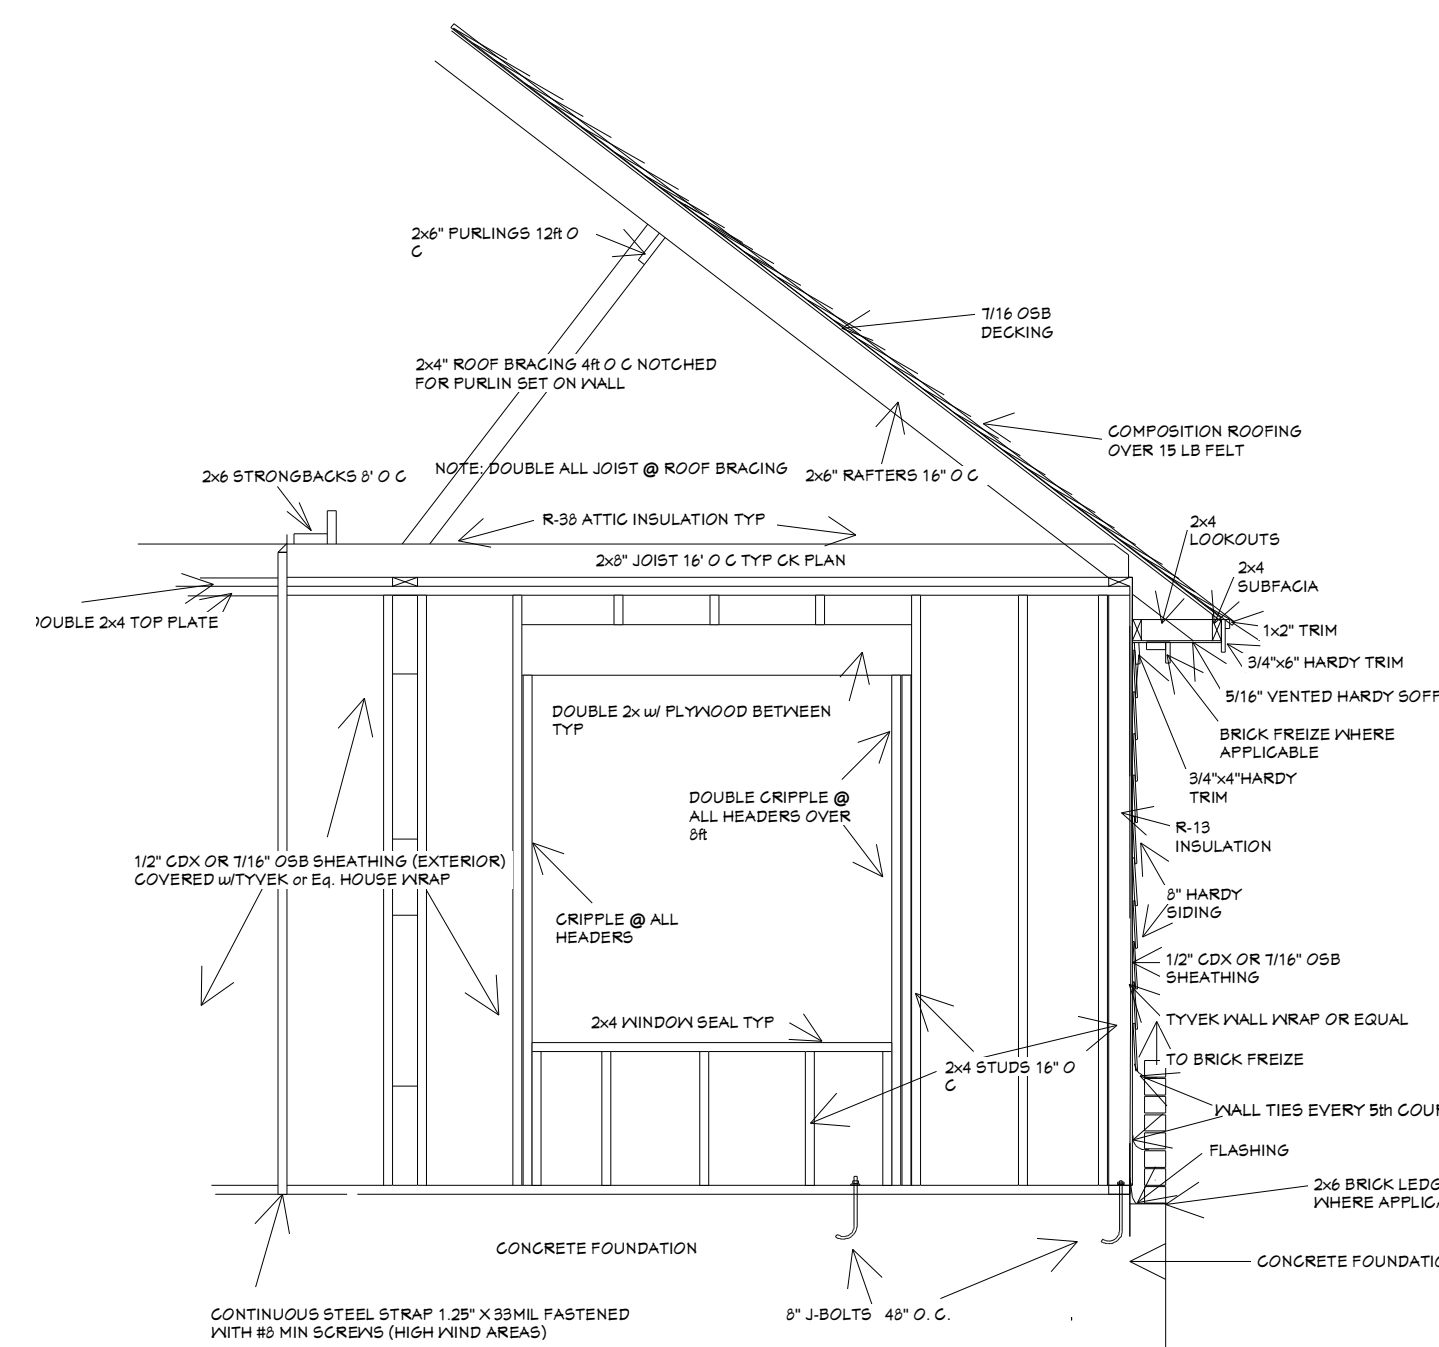 2x6" PURLINGS 12ft O
C
7/16 OSB
DECKING
2x4" ROOF BRACING 4ft O C NOTCHED
FOR PURLIN SET ON WALL
COMPOSITION ROOFING
OVER 15 LB FELT
2x6 STRONGBACKS 8' O C
NOTE: DOUBLE ALL JOIST @ ROOF BRACING
2x6" RAFTERS 16" O C
R-38 ATTIC INSULATION TYP
2x4
LOOKOUTS
2x8" JOIST 16' O C TYP CK PLAN
2x4
SUBFACIA
DOUBLE 2x4 TOP PLATE
1x2" TRIM
3/4"x6" HARDY TRIM
5/16" VENTED HARDY SOFF
DOUBLE 2x w/ PLYWOOD BETWEEN
TYP
BRICK FREIZE WHERE
APPLICABLE
3/4"x4"HARDY
TRIM
DOUBLE CRIPPLE @
ALL HEADERS OVER
8ft
R-13
INSULATION
1/2" CDX OR 7/16" OSB SHEATHING (EXTERIOR)
COVERED w/TYVEK or Eq. HOUSE WRAP
8" HARDY
SIDING
CRIPPLE @ ALL
HEADERS
1/2" CDX OR 7/16" OSB
SHEATHING
2x4 WINDOW SEAL TYP
TYVEK WALL WRAP OR EQUAL
2x4 STUDS 16" O
C
TO BRICK FREIZE
WALL TIES EVERY 5th COUR
FLASHING
2x6 BRICK LEDG
WHERE APPLICA
CONCRETE FOUNDATION
CONCRETE FOUNDATIO
CONTINUOUS STEEL STRAP 1.25" X 33MIL FASTENED
WITH #8 MIN SCREWS (HIGH WIND AREAS)
8" J-BOLTS 48" O. C.